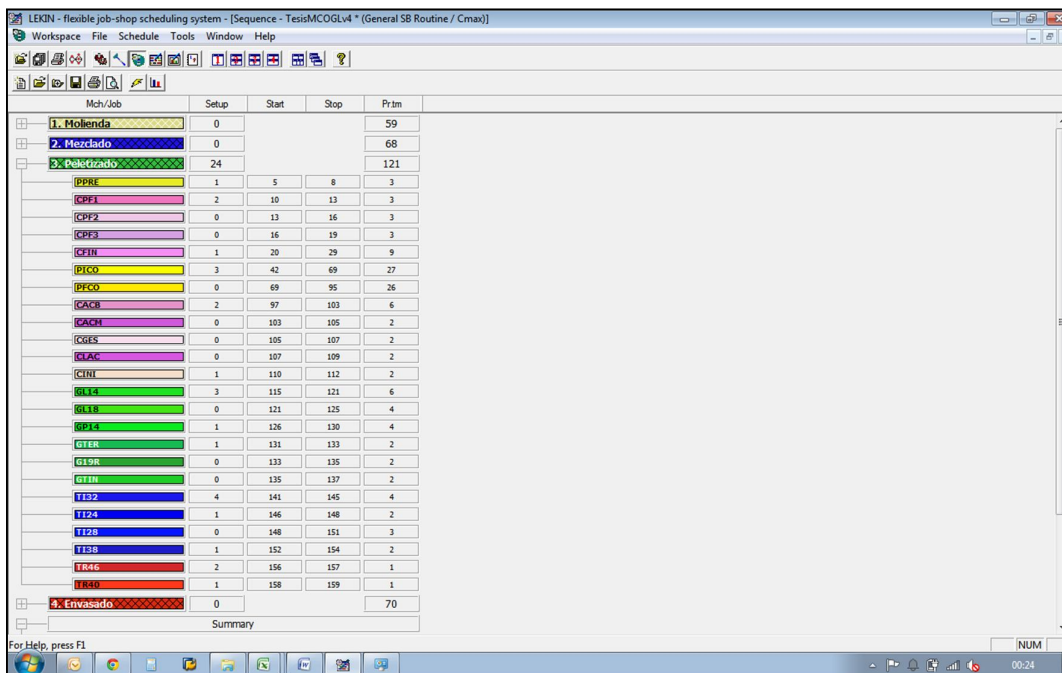 LEKIN - flexible job-shop scheduling system - [Sequence - TesisMCOGLv4 * (General SB Routine / Cmax)]
Workspace File Schedule Tools Window Help
Mch/Job Setup Start Stop Pr.tm
1. Molienda 0 59
2. Mezclado 0 68
3. Peletizado 24 121
PPRE 1 5 8 3
CPF1 2 10 13 3
CPF2 0 13 16 3
CPF3 0 16 19 3
CFIN 1 20 29 9
PICO 3 42 69 27
PFCO 0 69 95 26
CACB 2 97 103 6
CACM 0 103 105 2
CGES 0 105 107 2
CLAC 0 107 109 2
CINI 1 110 112 2
GL14 3 115 121 6
GL18 0 121 125 4
GP14 1 126 130 4
GTER 1 131 133 2
G19R 0 133 135 2
GTIN 0 135 137 2
TI32 4 141 145 4
TI24 1 146 148 2
TI28 0 148 151 3
TI38 1 152 154 2
TR46 2 156 157 1
TR40 1 158 159 1
4. Envasado 0 70
Summary
For Help, press F1 NUM
00:24